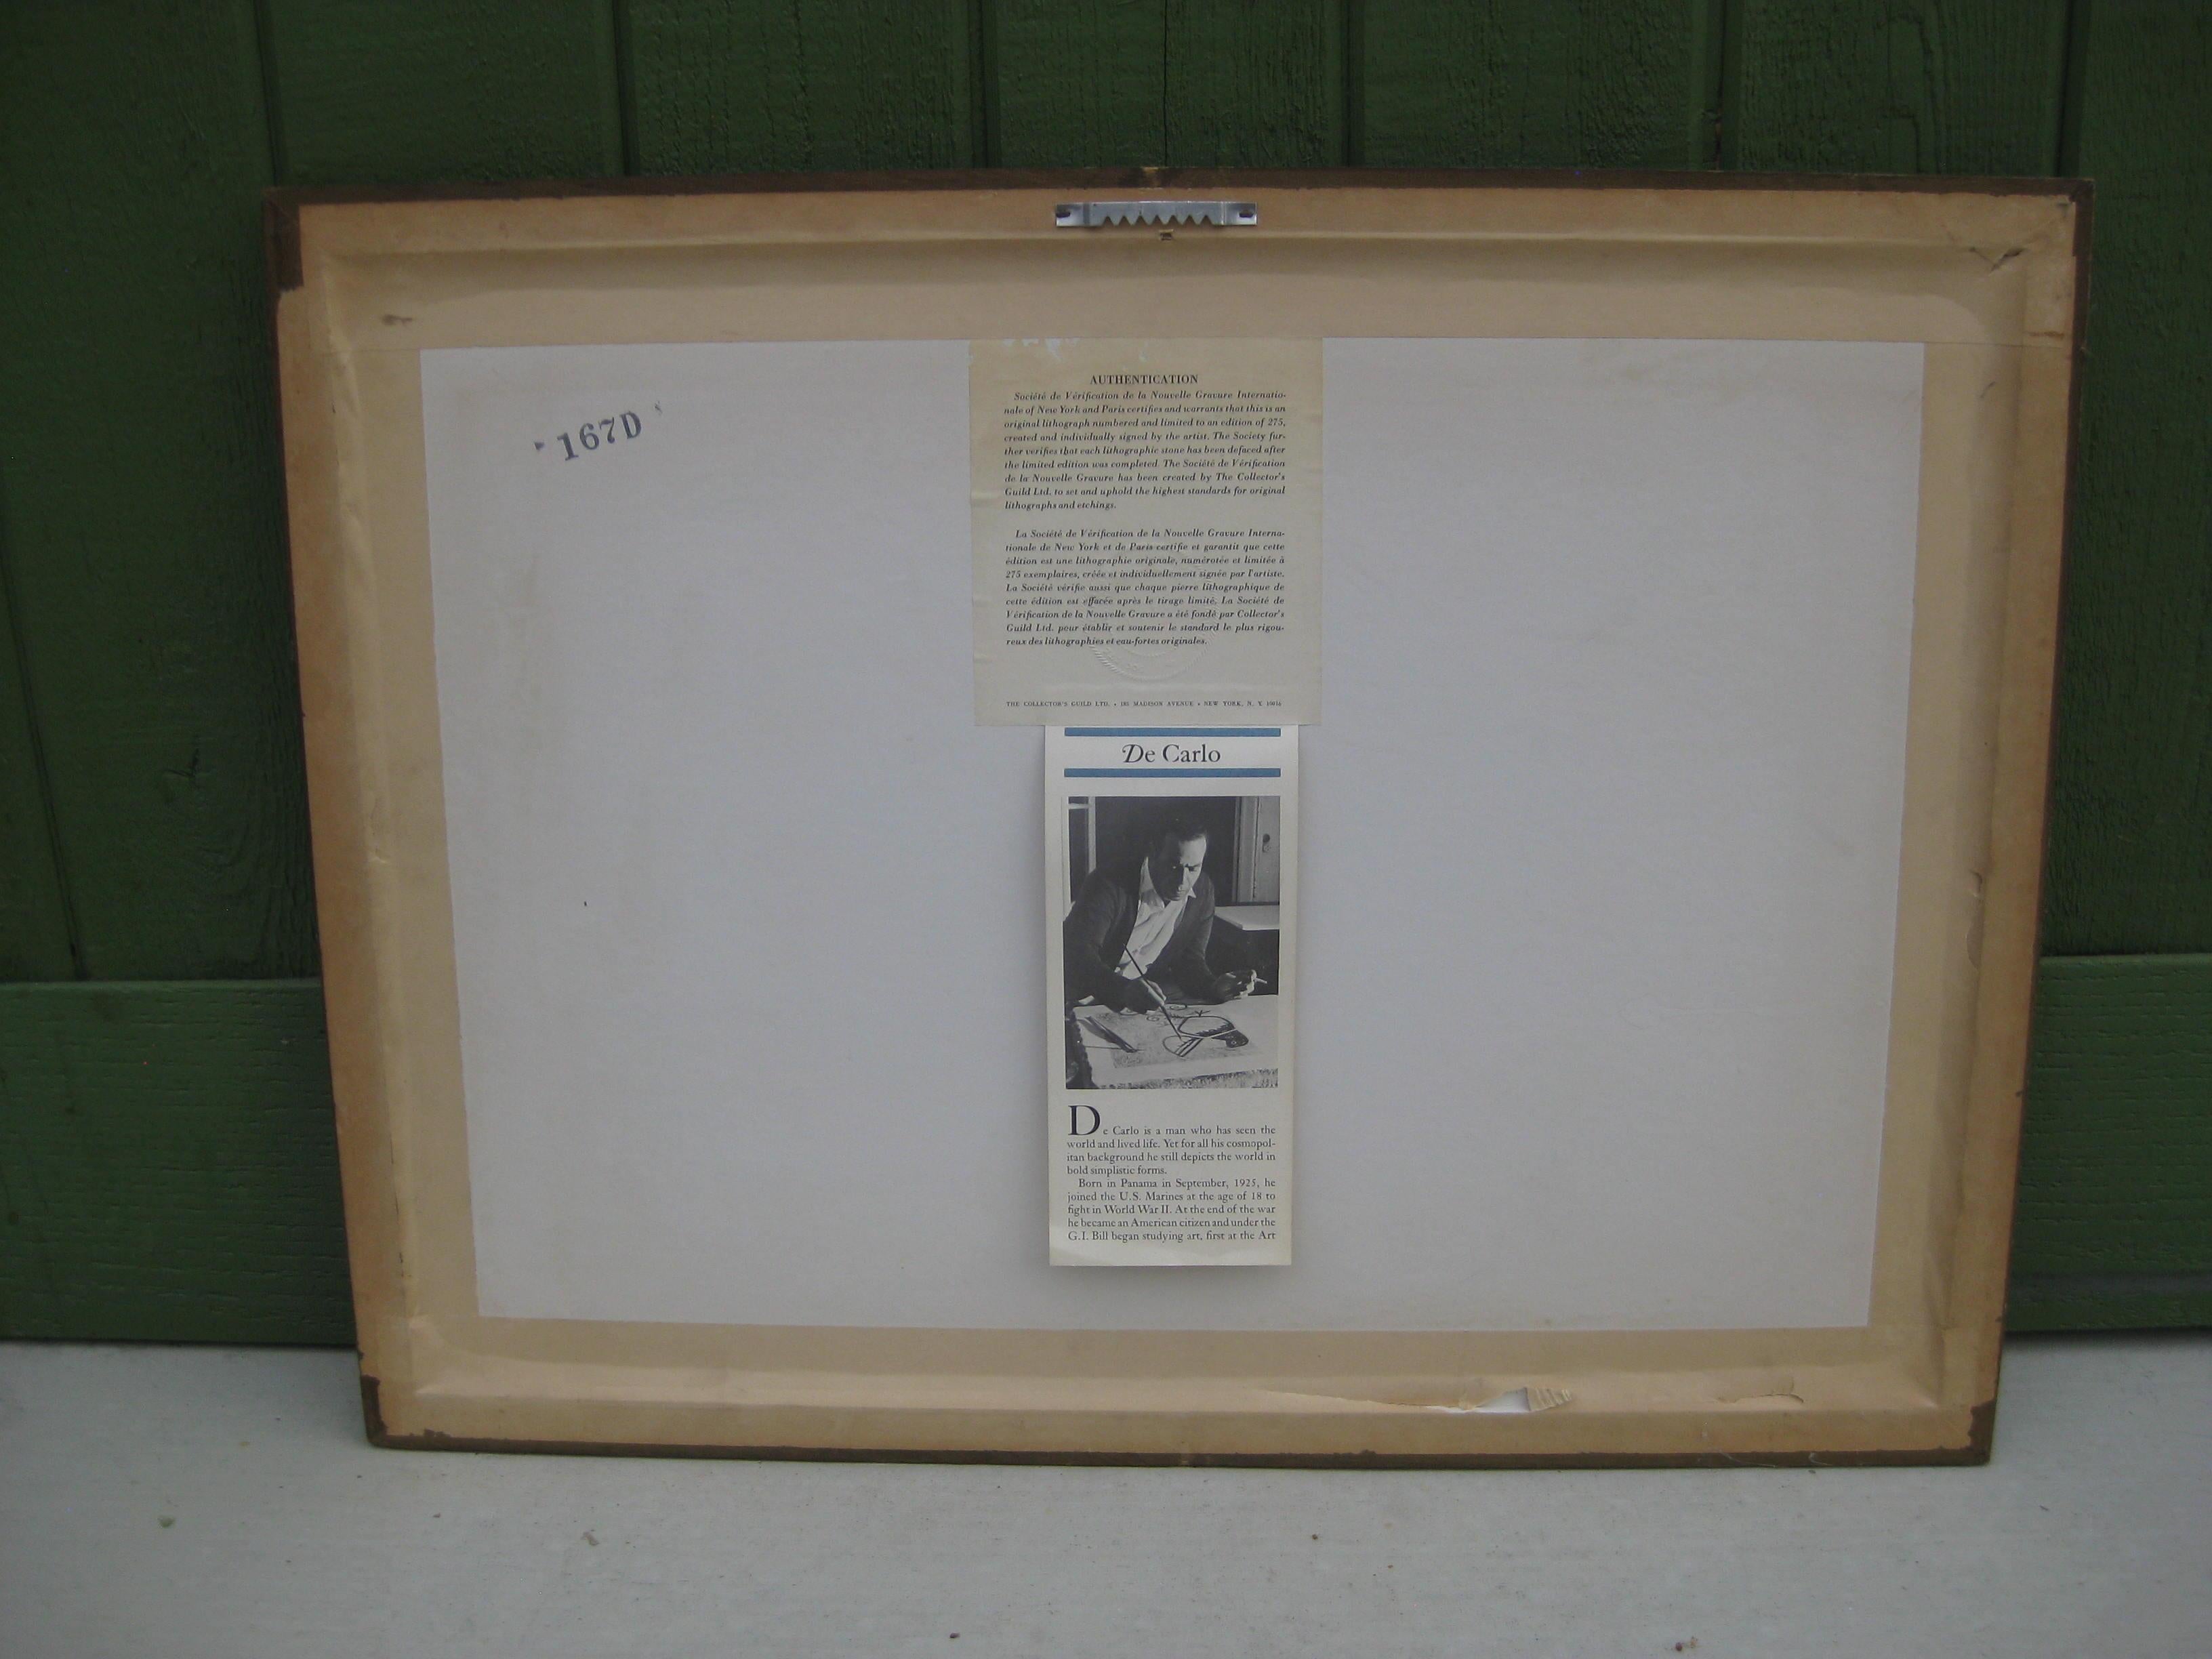 167D
AUTHENTICATION
Société de Vérification de la Nouvelle Gravure Internatio-
nale of New York and Paris certifies and warrants that this is an
original lithograph numbered and limited to an edition of 275,
created and individually signed by the artist. The Society fur-
ther verifies that each lithographic stone has been defaced after
the limited edition was completed. The Société de Vérification
de la Nouvelle Gravure has been created by The Collector's
Guild Ltd. to set and uphold the highest standards for original
lithographs and etchings.
La Société de Vérification de la Nouvelle Gravure Interna-
tionale de New York et de Paris certifie et garantit que cette
édition est une lithographie originale, numérotée et limitée à
275 exemplaires, créée et individuellement signée par l'artiste.
La Société vérifie aussi que chaque pierre lithographique de
cette édition est effacée après le tirage limité. La Société de
Vérification de la Nouvelle Gravure a été fondé par Collector's
Guild Ltd. pour établir et soutenir le standard le plus rigou-
reux des lithographies et eau-fortes originales.
THE COLLECTOR'S GUILD LTD. • 185 MADISON AVENUE • NEW YORK, N. Y. 10016
De Carlo
De Carlo is a man who has seen the
world and lived life. Yet for all his cosmopol-
itan background he still depicts the world in
bold simplistic forms.
Born in Panama in September, 1925, he
joined the U.S. Marines at the age of 18 to
fight in World War II. At the end of the war
he became an American citizen and under the
G.I. Bill began studying art, first at the Art